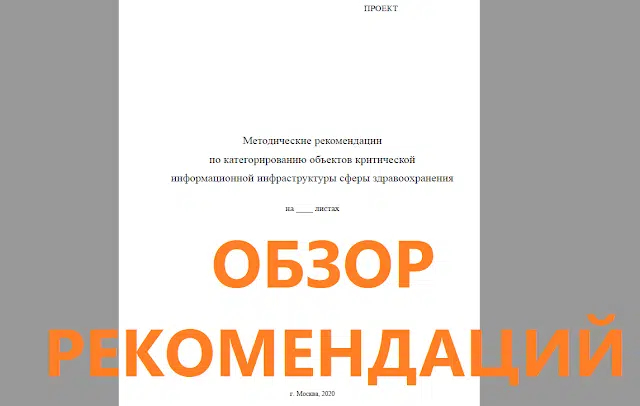 ПРОЕКТ
Методические рекомендации
по категорированию объектов критической
информационной инфраструктуры сферы здравоохранения
на ____ листах
ОБЗОР
РЕКОМЕНДАЦИЙ
г. Москва, 2020